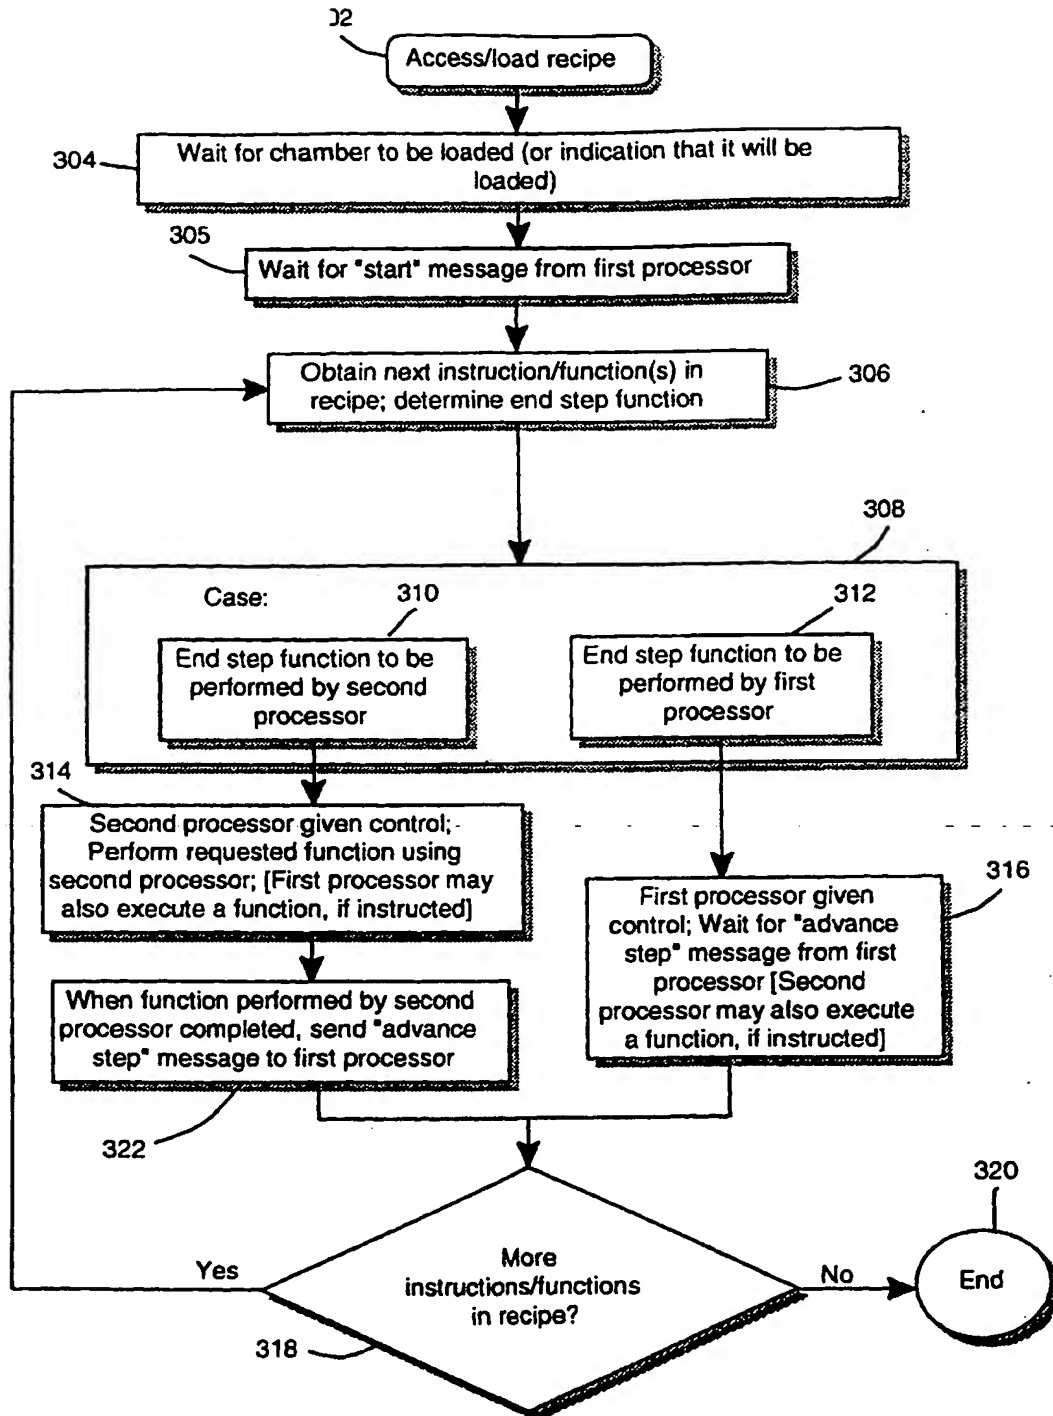 02
Access/load recipe
304
Wait for chamber to be loaded (or indication that it will be
loaded)
305
Wait for "start" message from first processor
Obtain next instruction/function(s) in
recipe; determine end step function
306
308
Case:
310
312
End step function to be
performed by second
processor
End step function to be
performed by first
processor
314
Second processor given control;
Perform requested function using
second processor; [First processor may
also execute a function, if instructed]
316
First processor given
control; Wait for "advance
step" message from first
processor [Second
processor may also execute
a function, if instructed]
When function performed by second
processor completed, send "advance
step" message to first processor
322
320
More
instructions/functions
in recipe?
Yes
No
End
318